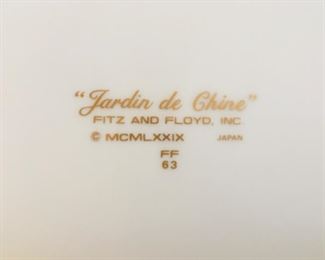 "Jardin de Chine"
FITZ AND FLOYD, INC.
© MCMLXXIX JAPAN
FF
63